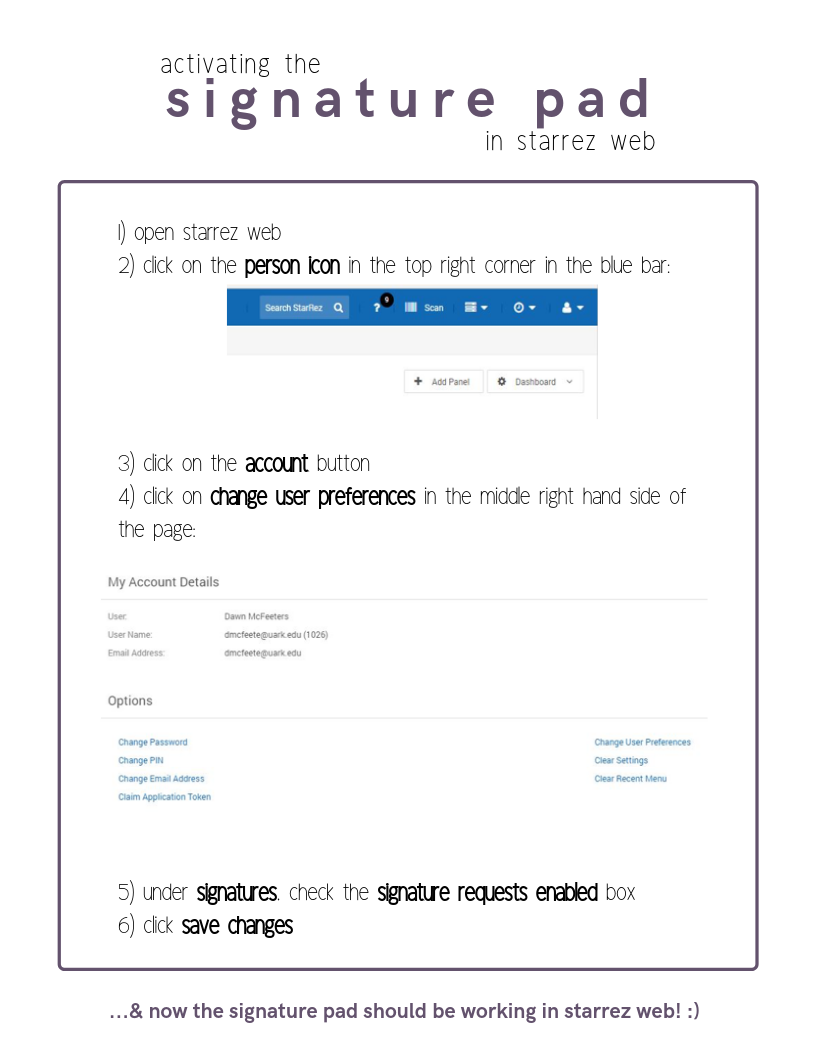 activating the
signature pad
in starrez web
1) open starrez web
2) click on the person icon in the top right corner in the blue bar:
Search StarRez ? 9 Scan
Add Panel Dashboard
3) click on the account button
4) click on change user preferences in the middle right hand side of
the page:
My Account Details
User: Dawn McFeeters
User Name: dmcfeete@uark.edu (1026)
Email Address: dmcfeete@uark.edu
Options
Change Password Change User Preferences
Change PIN Clear Settings
Change Email Address Clear Recent Menu
Claim Application Token
5) under signatures, check the signature requests enabled box
6) click save changes
...& now the signature pad should be working in starrez web! :)